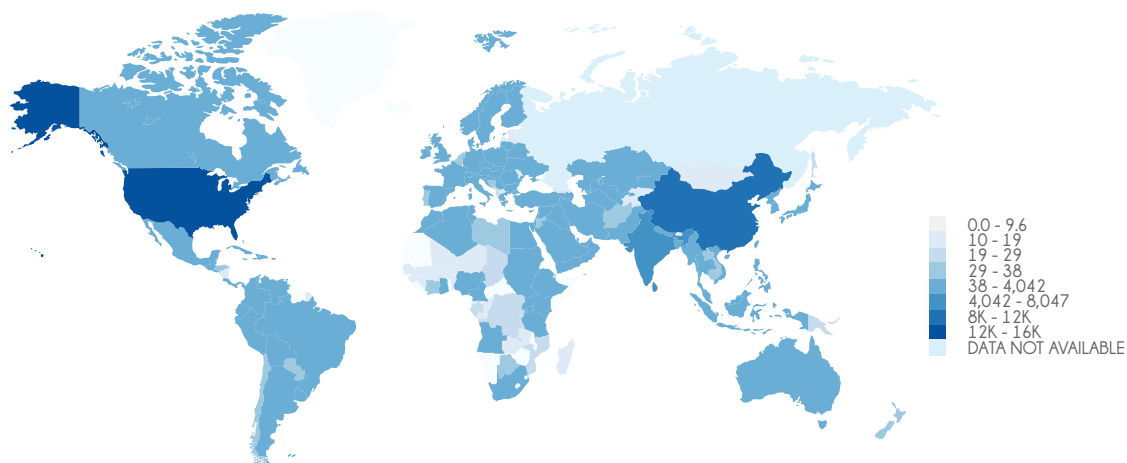 0.0 - 9.6
10 - 19
19 - 29
29 - 38
38 - 4,042
4,042 - 8,047
8K - 12K
12K - 16K
DATA NOT AVAILABLE